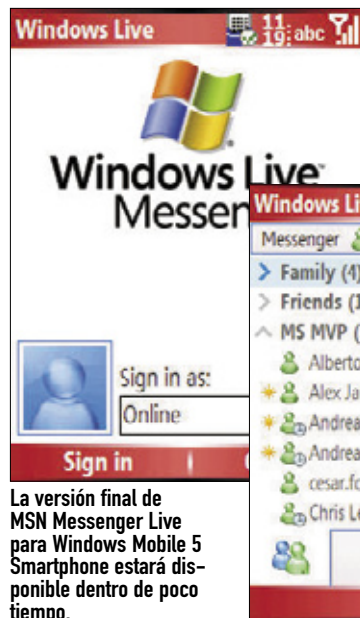 Windows Live
11:19
abc
Windows Live
Messen
Sign in as:
Online
Sign in
Windows Li
Messenger
Family (4)
Friends (1
MS MVP (
Alberto
Alex Ja
Andrea
Andrea
cesar.fo
Chris Le
La versión final de
MSN Messenger Live
para Windows Mobile 5
Smartphone estará dis-
ponible dentro de poco
tiempo.